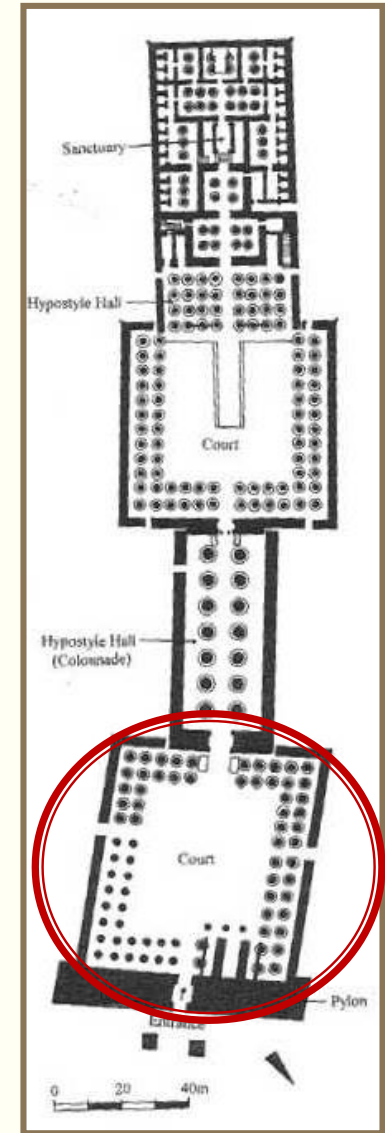 Sanctuary
Hypostyle Hall
Court
Hypostyle Hall
(Colonnade)
Court
Pylon
Entrance
0 20 40m